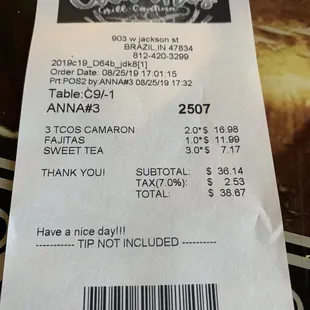 Grill Cantina
903 w jackson st
BRAZIL,IN 47834
812-420-3299
2019c19_D64b_jdk8[1]
Order Date: 08/25/19 17:01:15
Prt:POS2 by:ANNA#3 08/25/19 17:32
Table:C9/-1
ANNA#3 2507
3 TCOS CAMARON 2.0*$ 16.98
FAJITAS 1.0*$ 11.99
SWEET TEA 3.0*$ 7.17
THANK YOU! SUBTOTAL: $ 36.14
TAX(7.0%): $ 2.53
TOTAL: $ 38.67
Have a nice day!!!
---------- TIP NOT INCLUDED ----------